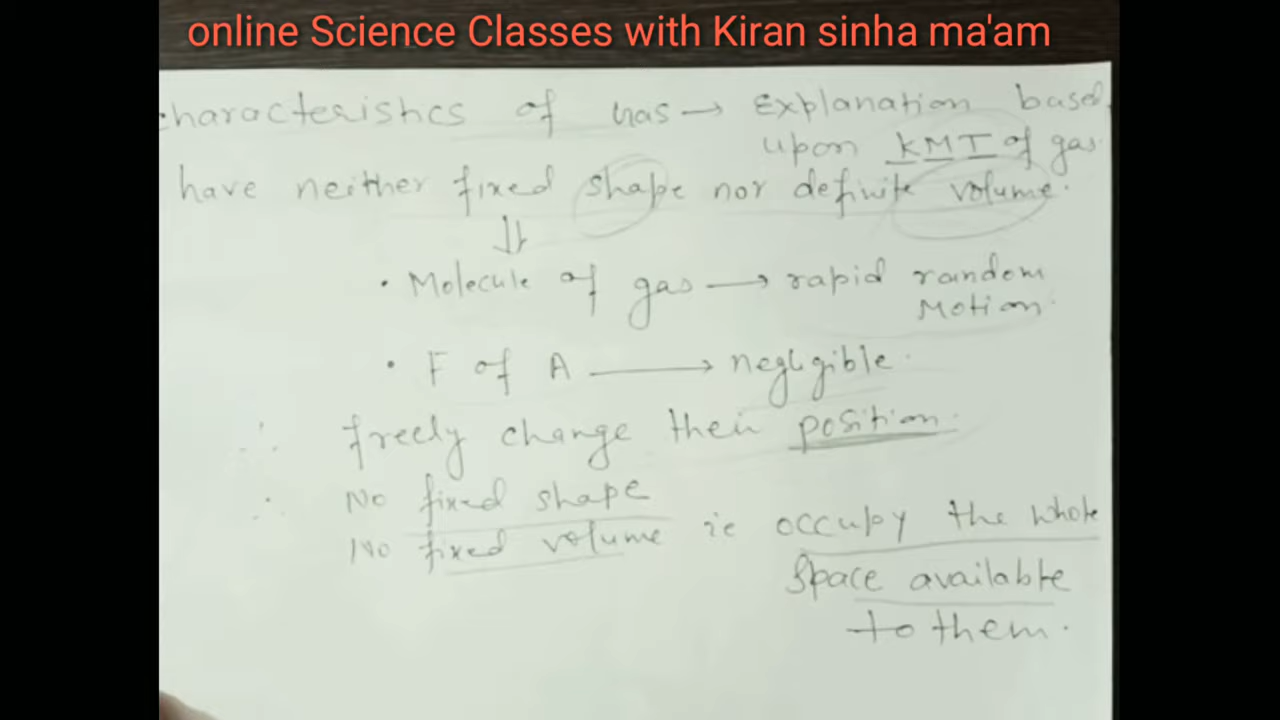 online Science Classes with Kiran sinha ma'am
characteristics of Gas → Explanation based
upon KMT of gas.
have neither fixed shape nor definite volume.
⇓
• Molecule of gas → rapid random
Motion.
• F of A → negligible.
∴ freely change their position.
∴ No fixed shape
No fixed volume ie occupy the whole
space available
to them.